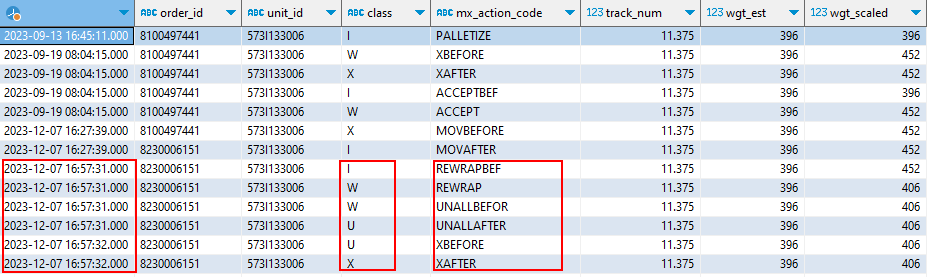 ABC order_id ABC unit_id ABC class ABC mx_action_code 123 track_num 123 wgt_est 123 wgt_scaled
2023-09-13 16:45:11.000 8100497441 573I133006 I PALLETIZE 11.375 396 396
2023-09-19 08:04:15.000 8100497441 573I133006 W XBEFORE 11.375 396 452
2023-09-19 08:04:15.000 8100497441 573I133006 X XAFTER 11.375 396 452
2023-09-19 08:04:15.000 8100497441 573I133006 I ACCEPTBEF 11.375 396 452
2023-09-19 08:04:15.000 8100497441 573I133006 W ACCEPT 11.375 396 452
2023-12-07 16:27:39.000 8100497441 573I133006 X MOVBEFORE 11.375 396 452
2023-12-07 16:27:39.000 8230006151 573I133006 I MOVAFTER 11.375 396 452
2023-12-07 16:57:31.000 8230006151 573I133006 I REWRAPBEF 11.375 396 452
2023-12-07 16:57:31.000 8230006151 573I133006 W REWRAP 11.375 396 406
2023-12-07 16:57:31.000 8230006151 573I133006 W UNALLBEFOR 11.375 396 406
2023-12-07 16:57:31.000 8230006151 573I133006 U UNALLAFTER 11.375 396 406
2023-12-07 16:57:32.000 8230006151 573I133006 U XBEFORE 11.375 396 406
2023-12-07 16:57:32.000 8230006151 573I133006 X XAFTER 11.375 396 406